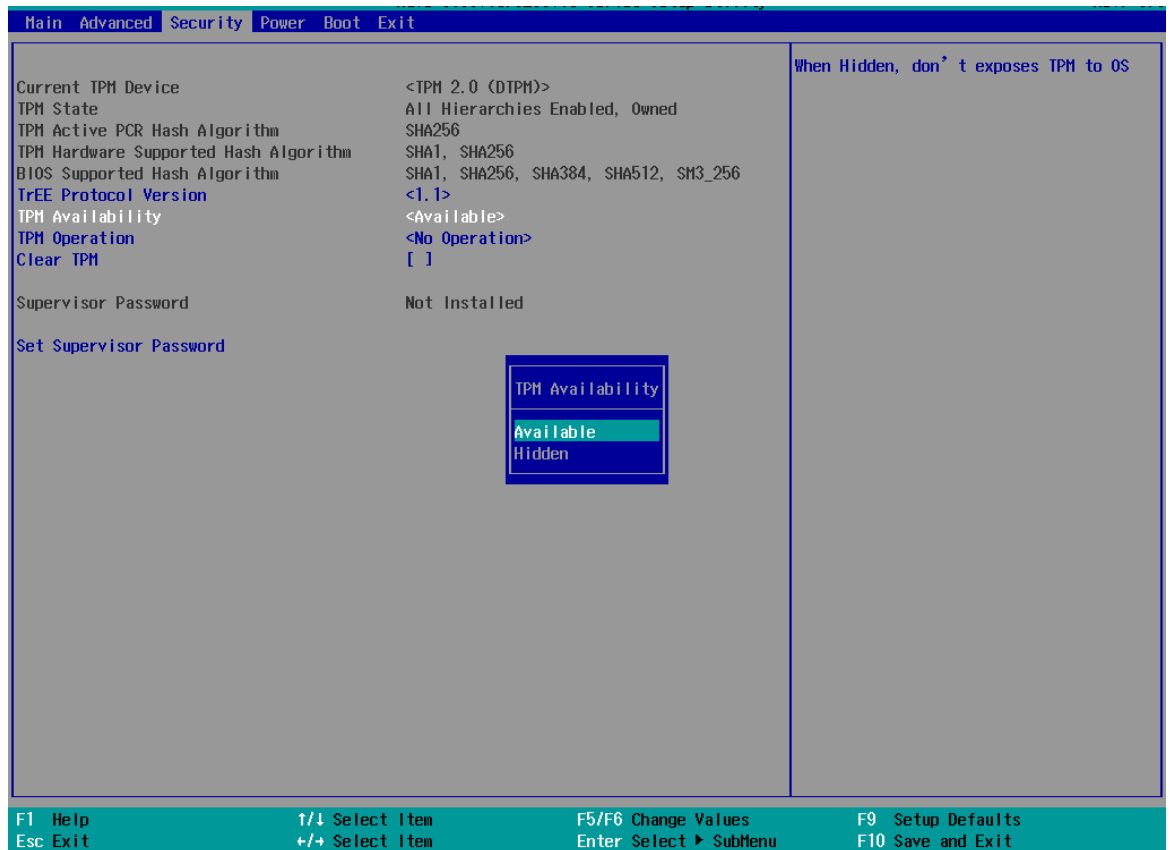 Main Advanced Security Power Boot Exit
When Hidden, don’t exposes TPM to OS
Current TPM Device <TPM 2.0 (DTPM)>
TPM State All Hierarchies Enabled, Owned
TPM Active PCR Hash Algorithm SHA256
TPM Hardware Supported Hash Algorithm SHA1, SHA256
BIOS Supported Hash Algorithm SHA1, SHA256, SHA384, SHA512, SM3_256
TrEE Protocol Version <1.1>
TPM Availability <Available>
TPM Operation <No Operation>
Clear TPM [ ]
Supervisor Password Not Installed
Set Supervisor Password
TPM Availability
Available
Hidden
F1 Help ↑/↓ Select Item F5/F6 Change Values F9 Setup Defaults
Esc Exit ←/→ Select Item Enter Select ▶ SubMenu F10 Save and Exit